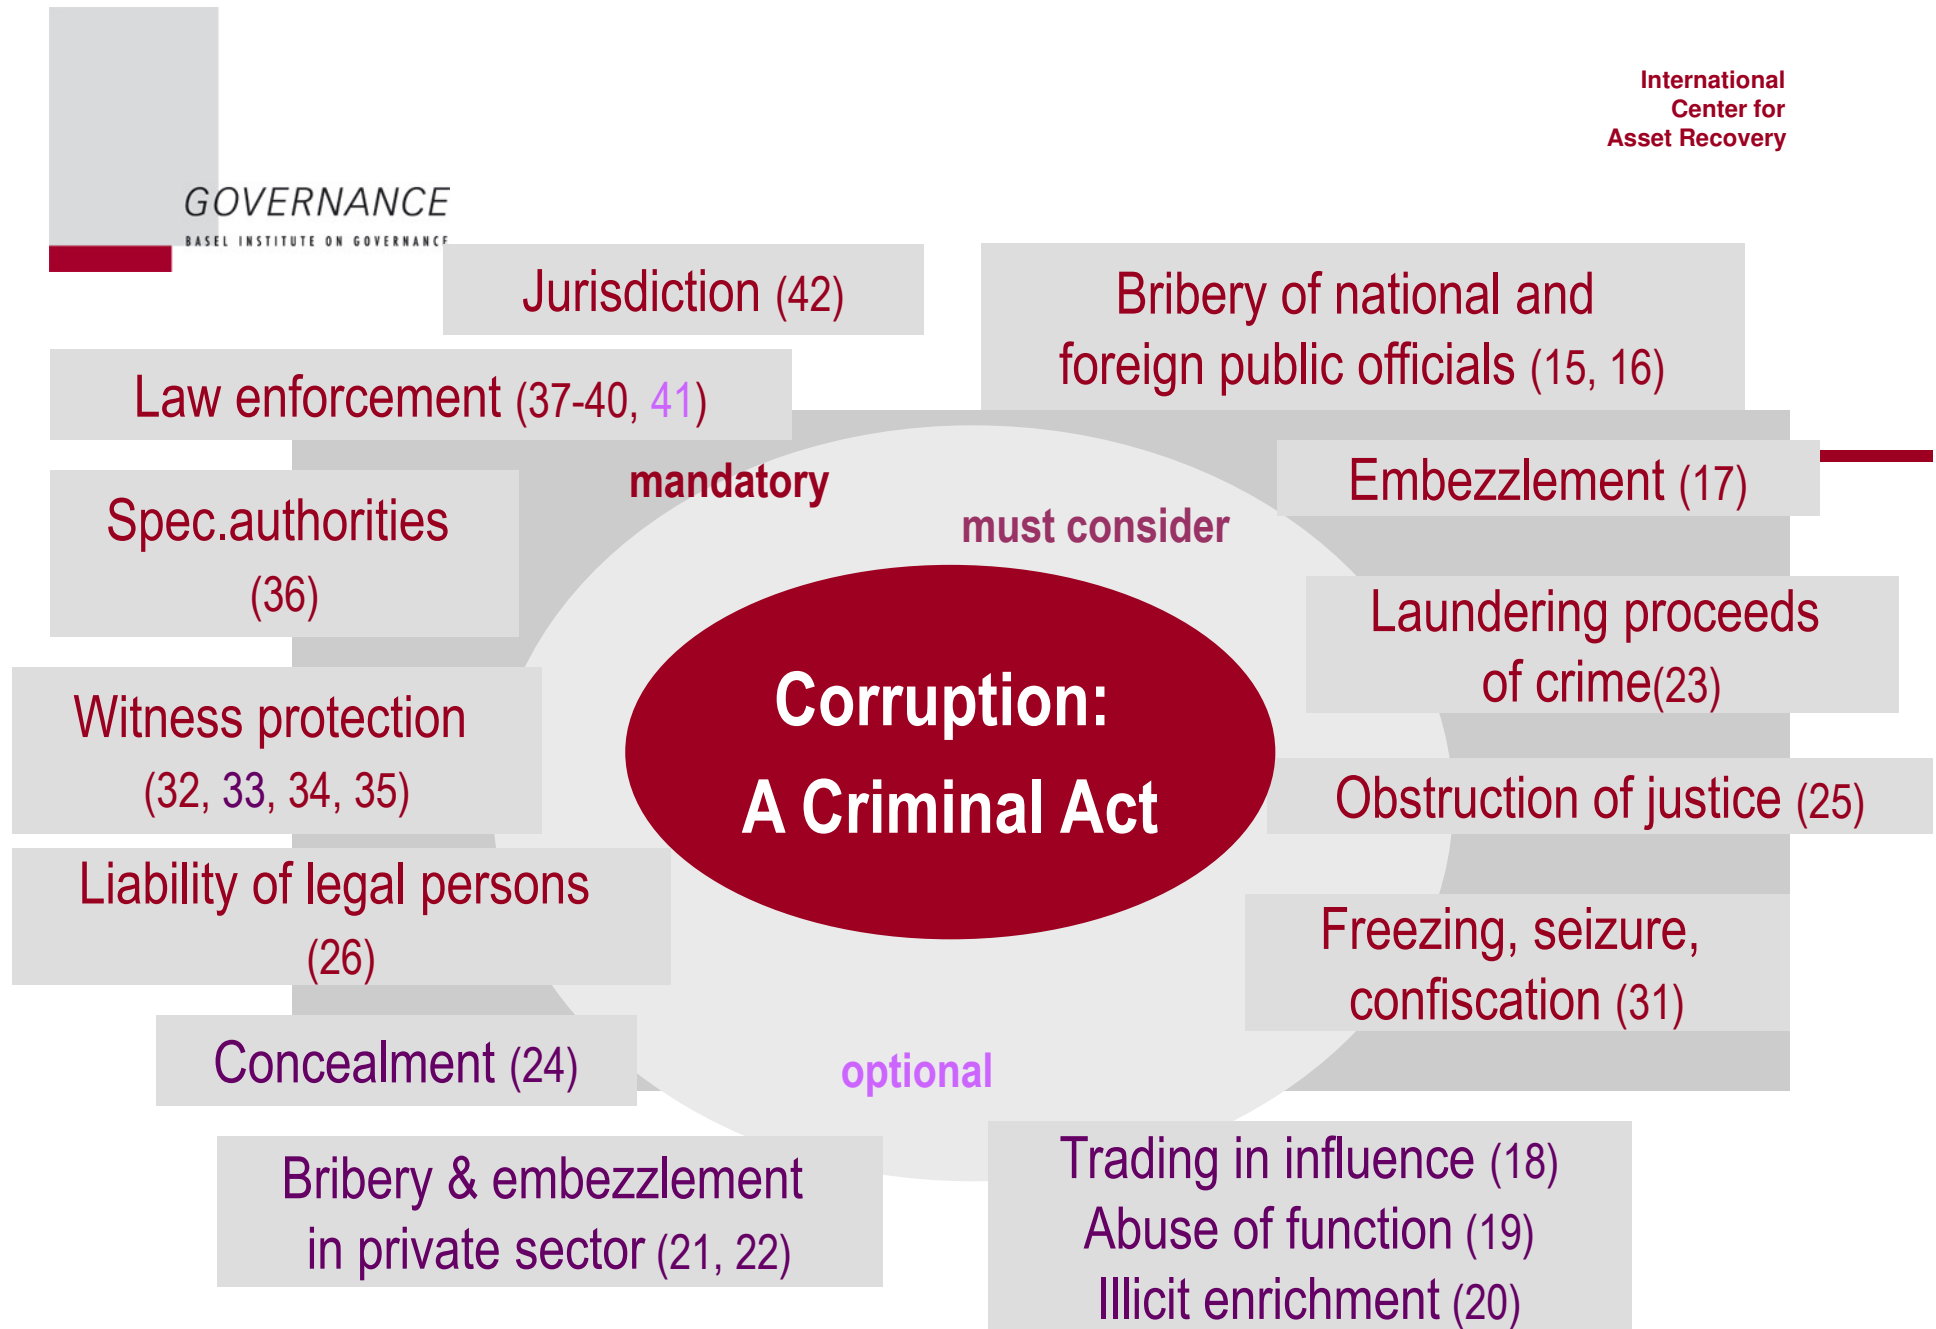 International
Center for
Asset Recovery
GOVERNANCE
BASEL INSTITUTE ON GOVERNANCE
Jurisdiction (42)
Bribery of national and
foreign public officials (15, 16)
Law enforcement (37-40, 41)
mandatory
must consider
Embezzlement (17)
Spec.authorities
(36)
Laundering proceeds
of crime(23)
Corruption:
A Criminal Act
Witness protection
(32, 33, 34, 35)
Obstruction of justice (25)
Liability of legal persons
(26)
Freezing, seizure,
confiscation (31)
Concealment (24)
optional
Bribery & embezzlement
in private sector (21, 22)
Trading in influence (18)
Abuse of function (19)
Illicit enrichment (20)